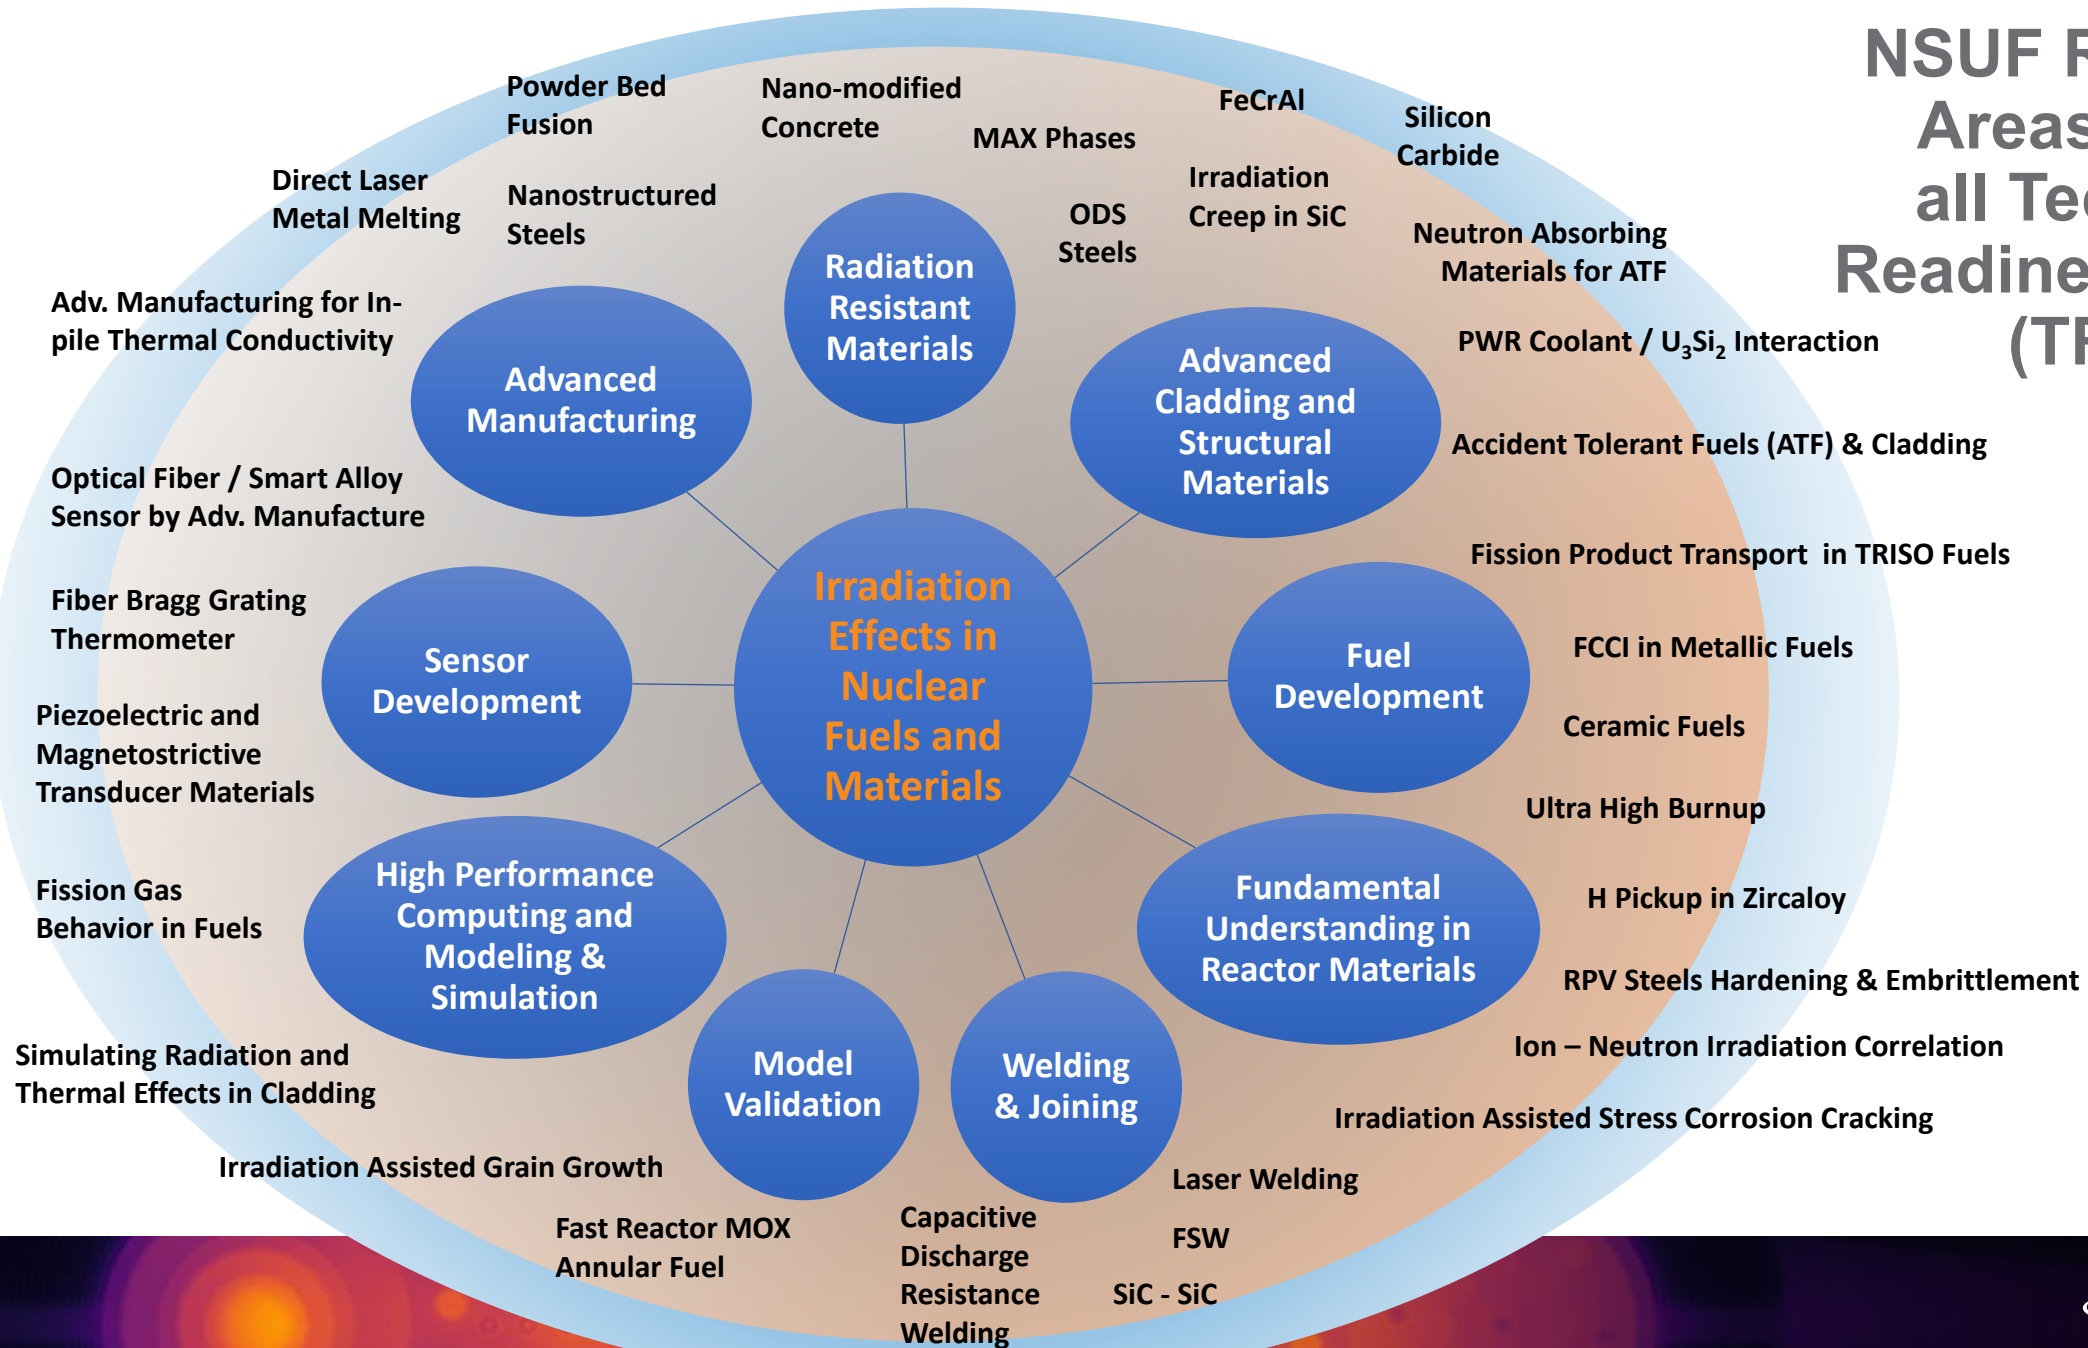 NSUF R
Areas
all Te
Readine
(TR
Powder Bed
Fusion
Nano-modified
Concrete
MAX Phases
FeCrAl
Silicon
Carbide
Direct Laser
Metal Melting
Nanostructured
Steels
ODS
Steels
Irradiation
Creep in SiC
Neutron Absorbing
Materials for ATF
Adv. Manufacturing for In-
pile Thermal Conductivity
PWR Coolant / U₃Si₂ Interaction
Radiation
Resistant
Materials
Advanced
Manufacturing
Advanced
Cladding and
Structural
Materials
Accident Tolerant Fuels (ATF) & Cladding
Optical Fiber / Smart Alloy
Sensor by Adv. Manufacture
Fission Product Transport in TRISO Fuels
Fiber Bragg Grating
Thermometer
Irradiation
Effects in
Nuclear
Fuels and
Materials
Sensor
Development
Fuel
Development
FCCI in Metallic Fuels
Ceramic Fuels
Ultra High Burnup
Piezoelectric and
Magnetostrictive
Transducer Materials
High Performance
Computing and
Modeling &
Simulation
Fundamental
Understanding in
Reactor Materials
Fission Gas
Behavior in Fuels
H Pickup in Zircaloy
RPV Steels Hardening & Embrittlement
Ion – Neutron Irradiation Correlation
Simulating Radiation and
Thermal Effects in Cladding
Model
Validation
Welding
& Joining
Irradiation Assisted Stress Corrosion Cracking
Irradiation Assisted Grain Growth
Laser Welding
Fast Reactor MOX
Annular Fuel
Capacitive
Discharge
Resistance
Welding
FSW
SiC - SiC